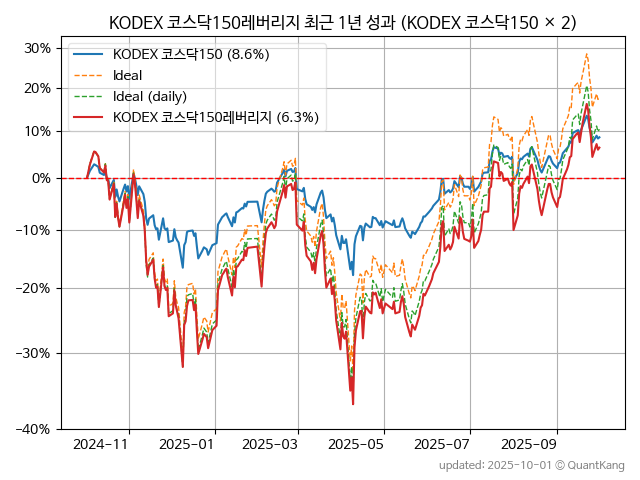 KODEX 코스닥150레버리지 최근 1년 성과 (KODEX 코스닥150 × 2)
KODEX 코스닥150 (8.6%)
Ideal
Ideal (daily)
KODEX 코스닥150레버리지 (6.3%)
30%
20%
10%
0%
−10%
−20%
−30%
−40%
2024−11
2025−01
2025−03
2025−05
2025−07
2025−09
updated: 2025-10-01 © QuantKang